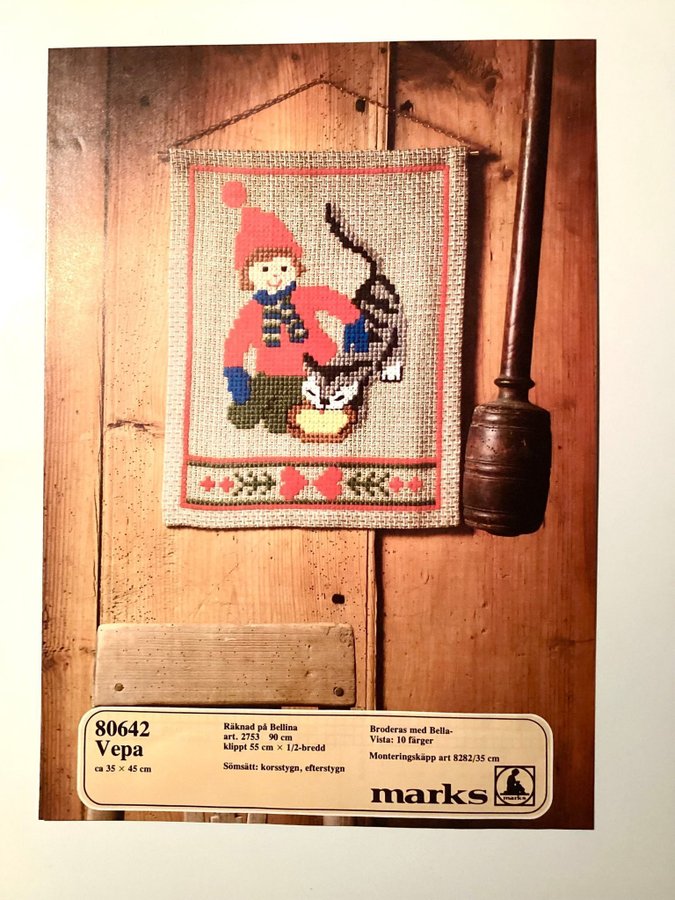 80642
Vepa
ca 35 × 45 cm
Räknad på Bellina
art. 2753 90 cm
klippt 55 cm × 1/2-bredd
Sömsätt: korsstygn, efterstygn
Broderas med Bella-
Vista: 10 färger
Monteringskäpp art 8282/35 cm
marks
marks